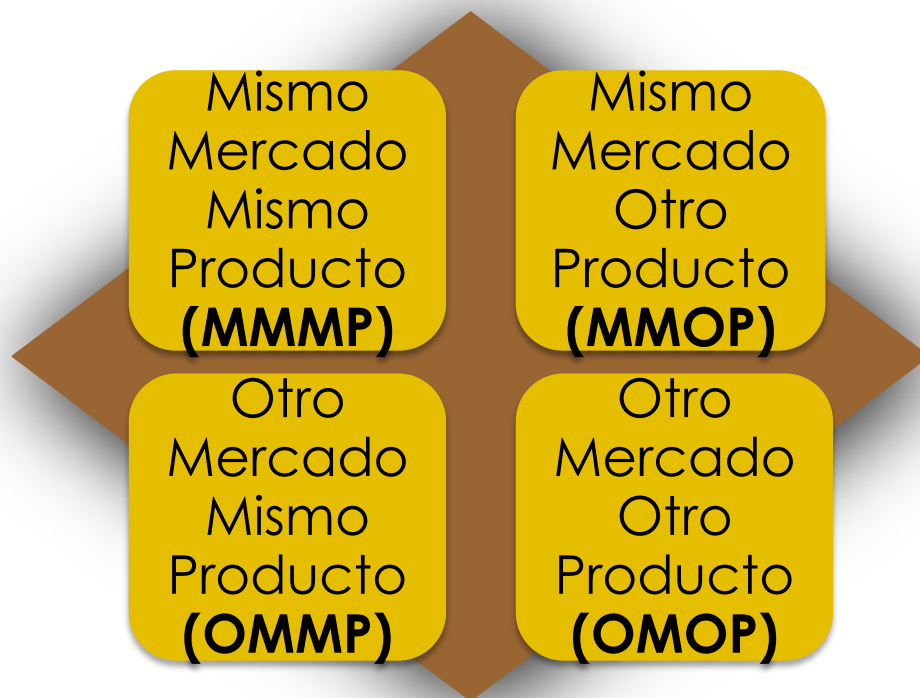 Mismo
Mercado
Mismo
Producto
(MMMP)
Mismo
Mercado
Otro
Producto
(MMOP)
Otro
Mercado
Mismo
Producto
(OMMP)
Otro
Mercado
Otro
Producto
(OMOP)